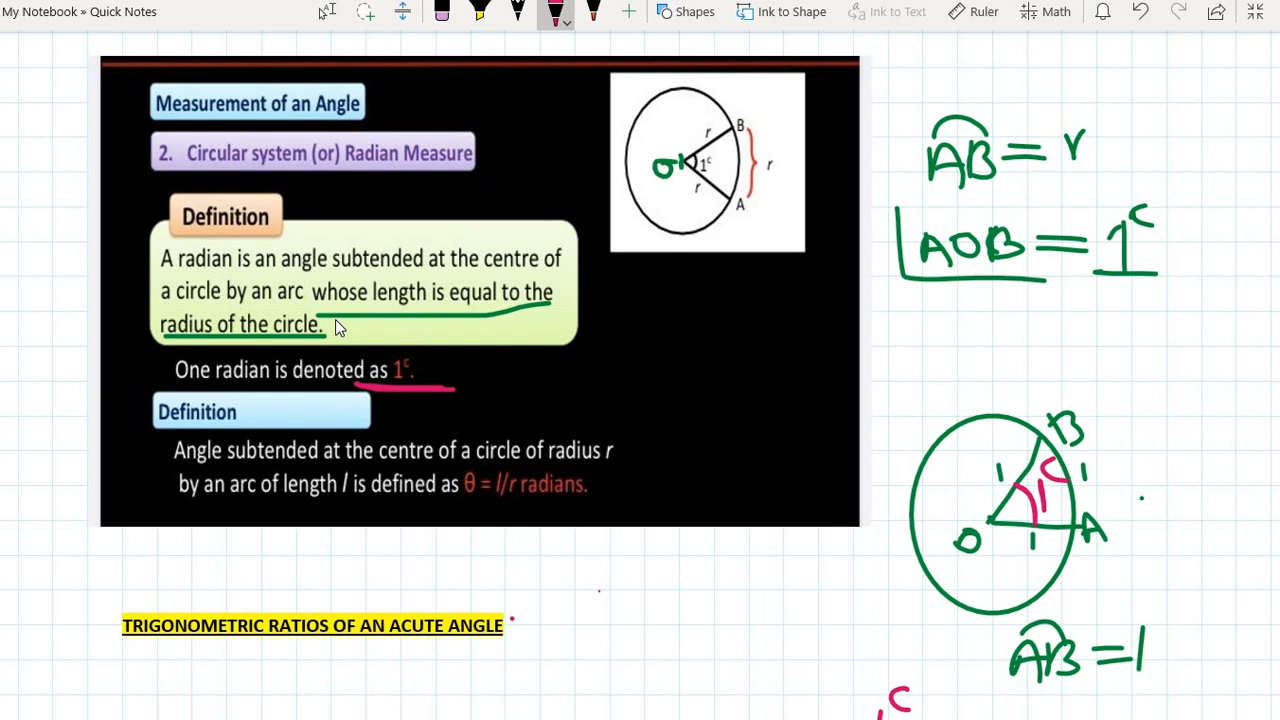 My Notebook » Quick Notes
Shapes
Ink to Shape
Ink to Text
Ruler
Math
Measurement of an Angle
2. Circular system (or) Radian Measure
Definition
A radian is an angle subtended at the centre of
a circle by an arc whose length is equal to the
radius of the circle.
One radian is denoted as 1ᶜ.
Definition
Angle subtended at the centre of a circle of radius r
by an arc of length l is defined as θ = l/r radians.
B
r
O
1ᶜ
r
r
A
AB = r
AOB = 1ᶜ
B
1
1ᶜ
1
O
1
A
AB = 1
c
TRIGONOMETRIC RATIOS OF AN ACUTE ANGLE